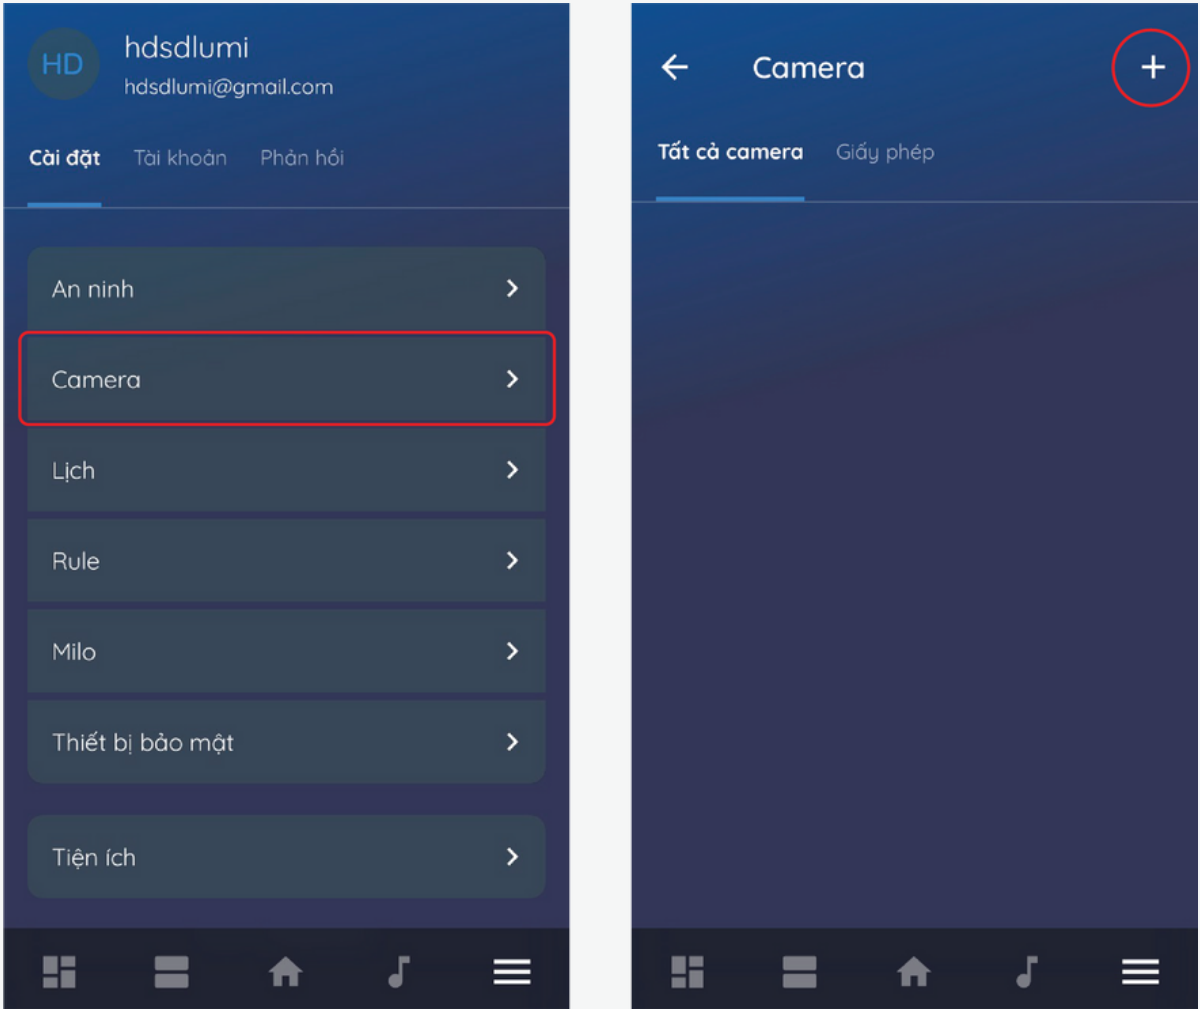 HD
hdsdlumi
hdsdlumi@gmail.com
Cài đặt Tài khoản Phản hồi
An ninh
Camera
Lịch
Rule
Milo
Thiết bị bảo mật
Tiện ích
Camera
Tất cả camera Giấy phép